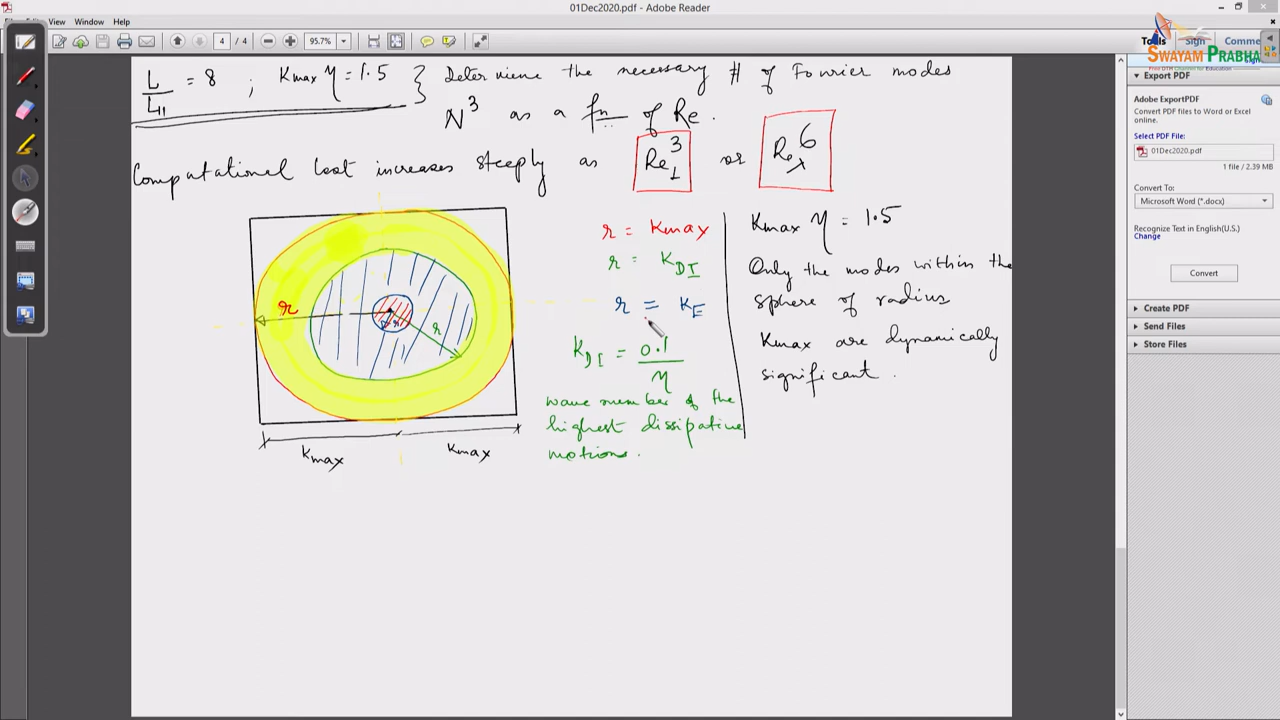 01Dec2020.pdf - Adobe Reader
Window Help
4 / 4 95.7% Tools Sign Comme
SWAYAM PRABHA
L/L11 = 8 ; Kmax η = 1.5 } Determine the necessary # of Fourier modes
N³ as a fn of Re.
Computational cost increases steeply as Re_L³ or Re_λ⁶
r = Kmax
r = K_DI
r = K_E
K_DI = 0.1/η
wave number of the
highest dissipative
motions.
Kmax η = 1.5
Only the modes within the
sphere of radius
Kmax are dynamically
significant.
r
r
Kmax Kmax
Export PDF
Adobe ExportPDF
Convert PDF files to Word or Excel
online.
Select PDF File:
01Dec2020.pdf
1 file / 2.39 MB
Convert To:
Microsoft Word (*.docx)
Recognize Text in English(U.S.)
Change
Convert
Create PDF
Send Files
Store Files